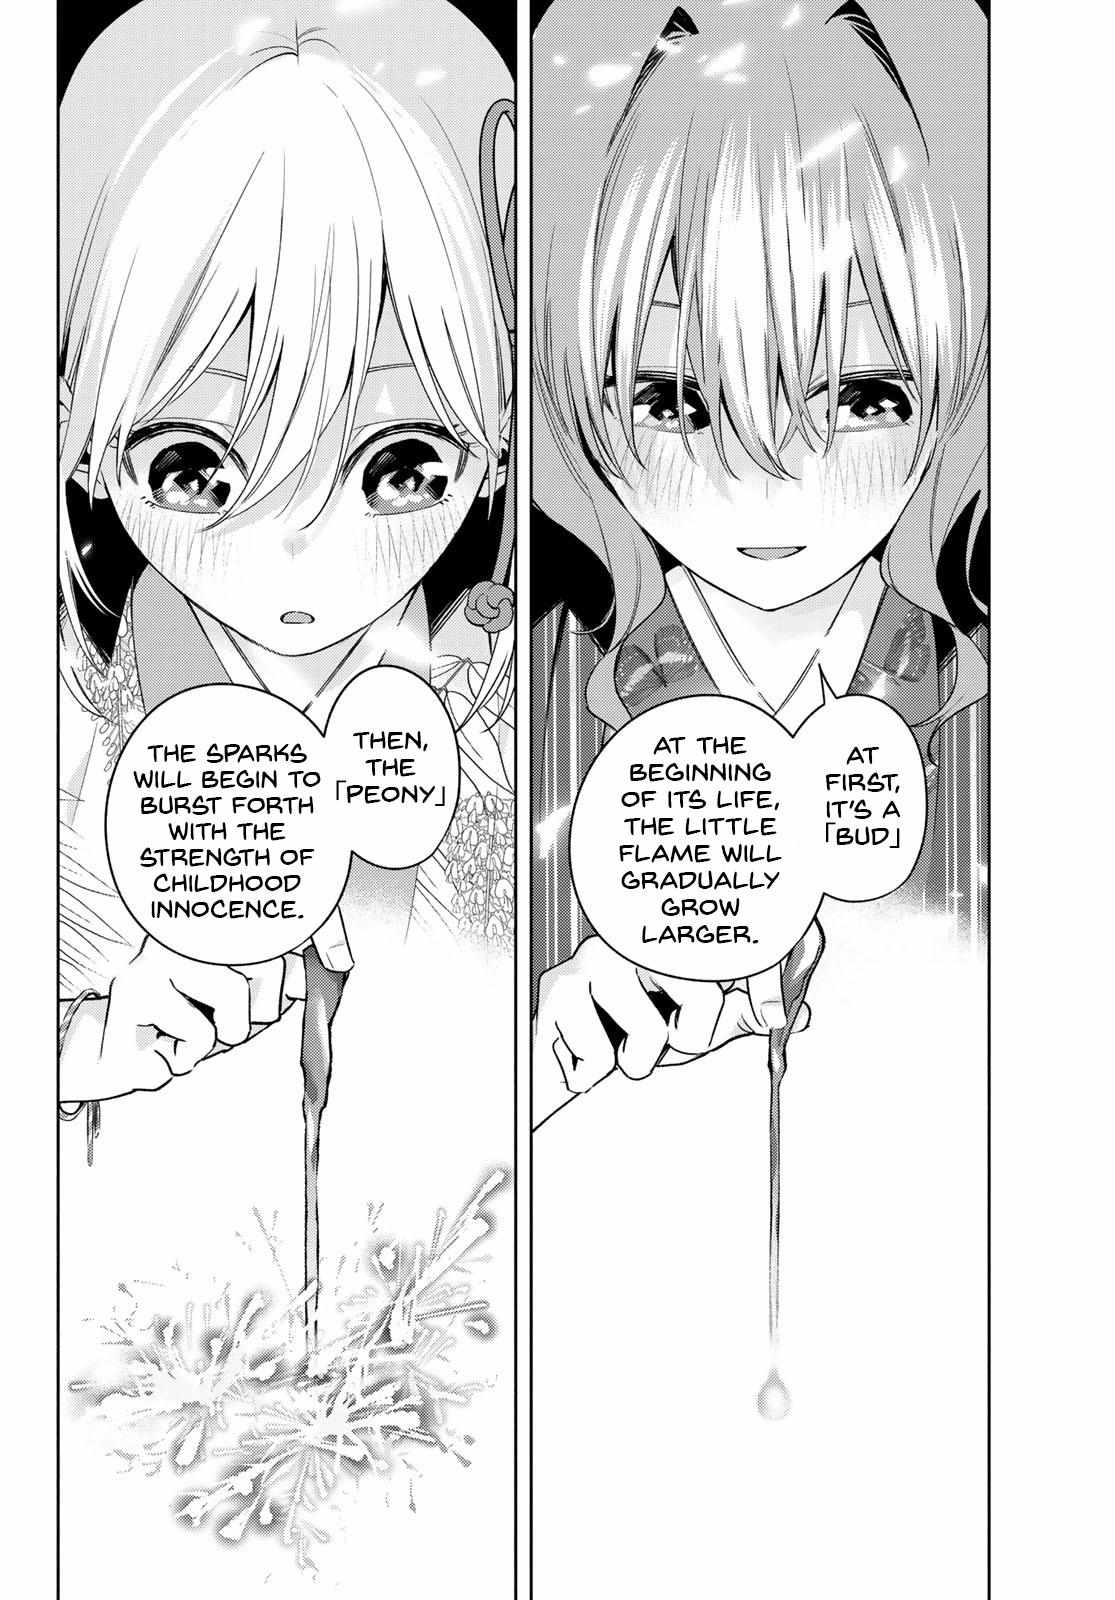 AT
FIRST,
IT'S A
「BUD」
AT THE
BEGINNING
OF ITS LIFE,
THE LITTLE
FLAME WILL
GRADUALLY
GROW
LARGER.
THEN,
THE
「PEONY」
THE SPARKS
WILL BEGIN TO
BURST FORTH
WITH THE
STRENGTH OF
CHILDHOOD
INNOCENCE.